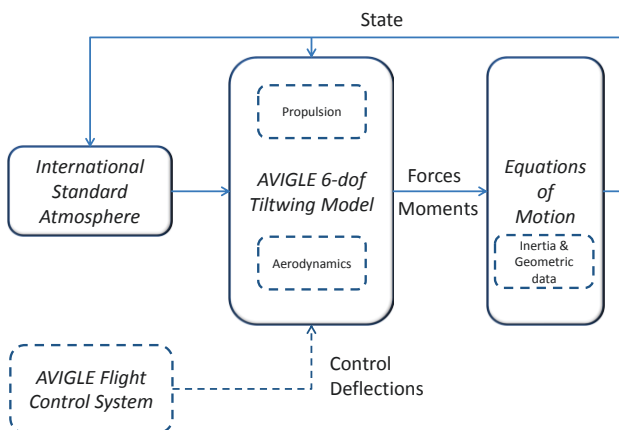 State
Propulsion
International
Standard
Atmosphere
AVIGLE 6-dof
Tiltwing Model
Forces
Moments
Equations
of
Motion
Inertia &
Geometric
data
Aerodynamics
AVIGLE Flight
Control System
Control
Deflections